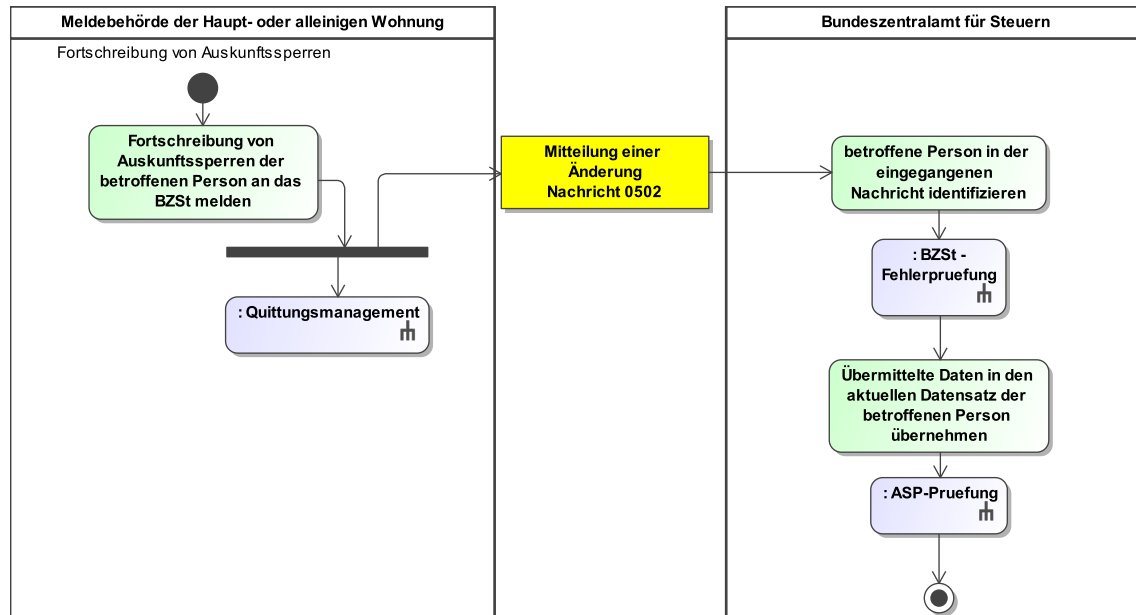 Meldebehörde der Haupt- oder alleinigen Wohnung
Fortschreibung von Auskunftssperren
Fortschreibung von
Auskunftssperren der
betroffenen Person an das
BZSt melden
: Quittungsmanagement
Mitteilung einer
Änderung
Nachricht 0502
Bundeszentralamt für Steuern
betroffene Person in der
eingegangenen
Nachricht identifizieren
: BZSt -
Fehlerpruefung
Übermittelte Daten in den
aktuellen Datensatz der
betroffenen Person
übernehmen
: ASP-Pruefung